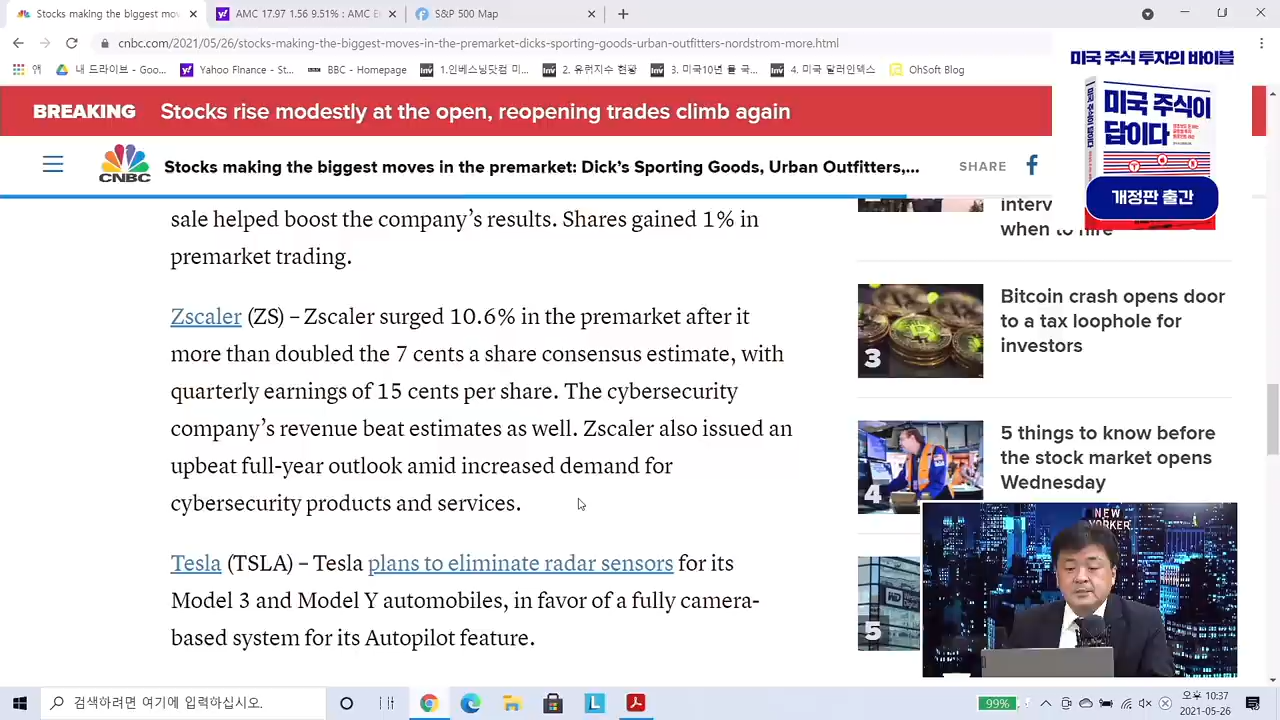 Stocks making the biggest mov
AMC 17.97 1.56 9.51% : AMC E
S&P 500 Map
cnbc.com/2021/05/26/stocks-making-the-biggest-moves-in-the-premarket-dicks-sporting-goods-urban-outfitters-nordstrom-more.html
앱
내 드라이브 - Goo...
Yahoo Finance - St...
BBC - Homepage
1.인베스팅닷컴 미...
2. 유헌지수 현황
3. 미국10년 물 국...
4. 미국 달러인덱스
OhSoft Blog
미국 주식 투자의 바이블
미국 주식이
답이다
개정판 출간
BREAKING Stocks rise modestly at the open, reopening trades climb again
CNBC
Stocks making the biggest moves in the premarket: Dick's Sporting Goods, Urban Outfitters,...
SHARE
sale helped boost the company's results. Shares gained 1% in
premarket trading.
Zscaler (ZS) – Zscaler surged 10.6% in the premarket after it
more than doubled the 7 cents a share consensus estimate, with
quarterly earnings of 15 cents per share. The cybersecurity
company's revenue beat estimates as well. Zscaler also issued an
upbeat full-year outlook amid increased demand for
cybersecurity products and services.
Tesla (TSLA) – Tesla plans to eliminate radar sensors for its
Model 3 and Model Y automobiles, in favor of a fully camera-
based system for its Autopilot feature.
interv
when to hire
3
Bitcoin crash opens door
to a tax loophole for
investors
4
5 things to know before
the stock market opens
Wednesday
5
NEW
YORKER
검색하려면 여기에 입력하십시오.
99%
오후 10:37
2021-05-26